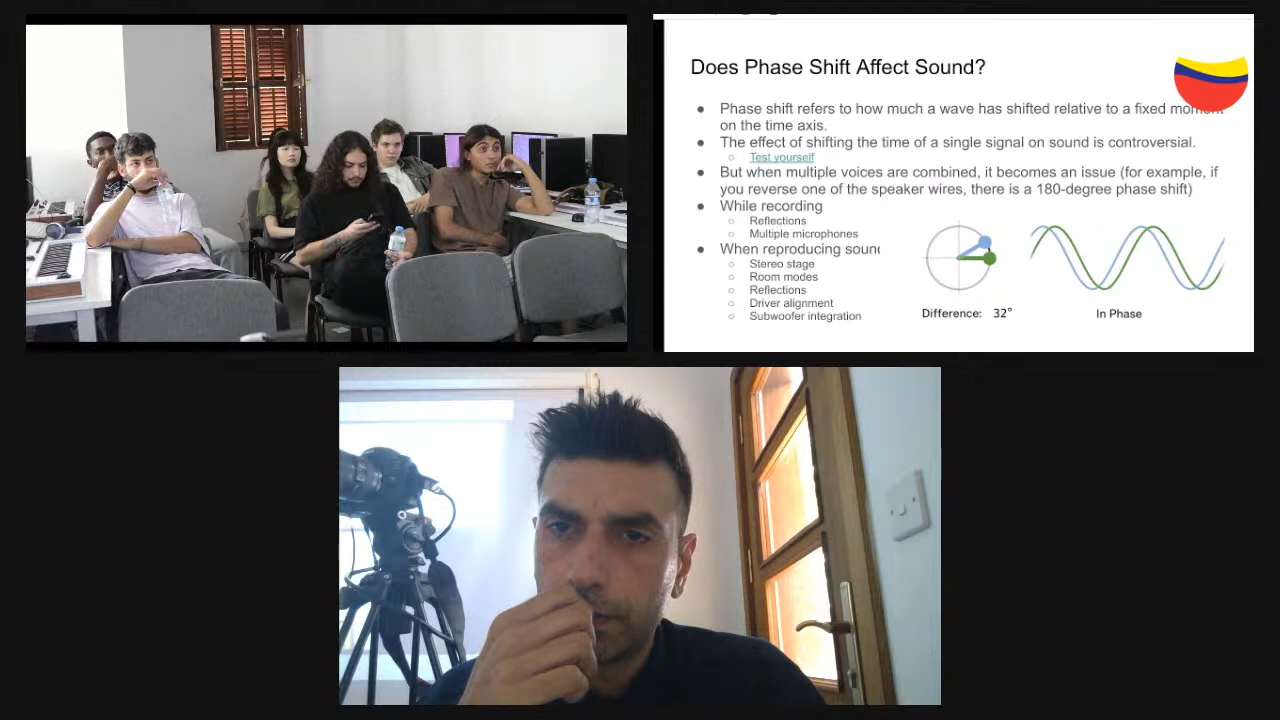 Does Phase Shift Affect Sound?
● Phase shift refers to how much a wave has shifted relative to a fixed moment
on the time axis.
● The effect of shifting the time of a single signal on sound is controversial.
○ Test yourself
● But when multiple voices are combined, it becomes an issue (for example, if
you reverse one of the speaker wires, there is a 180-degree phase shift)
● While recording
○ Reflections
○ Multiple microphones
● When reproducing sound
○ Stereo stage
○ Room modes
○ Reflections
○ Driver alignment
○ Subwoofer integration
Difference: 32°
In Phase